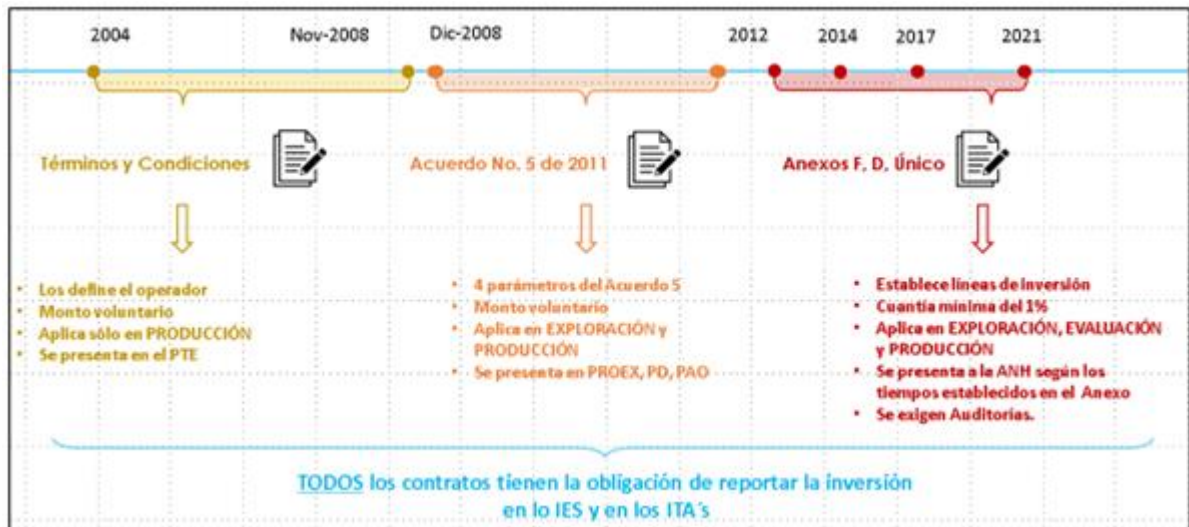 2004
Nov-2008
Dic-2008
2012
2014
2017
2021
Términos y Condiciones
Acuerdo No. 5 de 2011
Anexos F, D, Único
• Los define el operador
• Monto voluntario
• Aplica sólo en PRODUCCIÓN
• Se presenta en el PTE
• 4 parámetros del Acuerdo 5
• Monto voluntario
• Aplica en EXPLORACIÓN y
PRODUCCIÓN
• Se presenta en PROEX, PD, PAO
• Establece líneas de inversión
• Cuantía mínima del 1%
• Aplica en EXPLORACIÓN, EVALUACIÓN
y PRODUCCIÓN
• Se presenta a la ANH según los
tiempos establecidos en el Anexo
• Se exigen Auditorías.
TODOS los contratos tienen la obligación de reportar la inversión
en lo IES y en los ITA´s